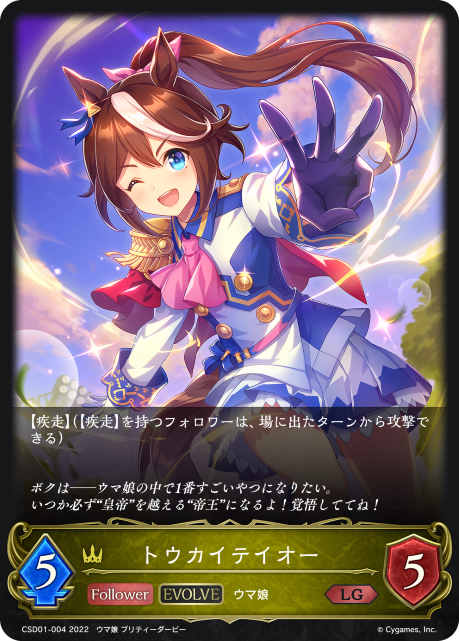 【疾走】(【疾走】を持つフォロワーは、場に出たターンから攻撃で
きる)
ボクは――ウマ娘の中で1番すごいやつになりたい。
いつか必ず“皇帝”を越える“帝王”になるよ！覚悟しててね！
トウカイテイオー
5
5
Follower EVOLVE ウマ娘 LG
CSD01-004 2022 ウマ娘 プリティーダービー © Cygames, Inc.